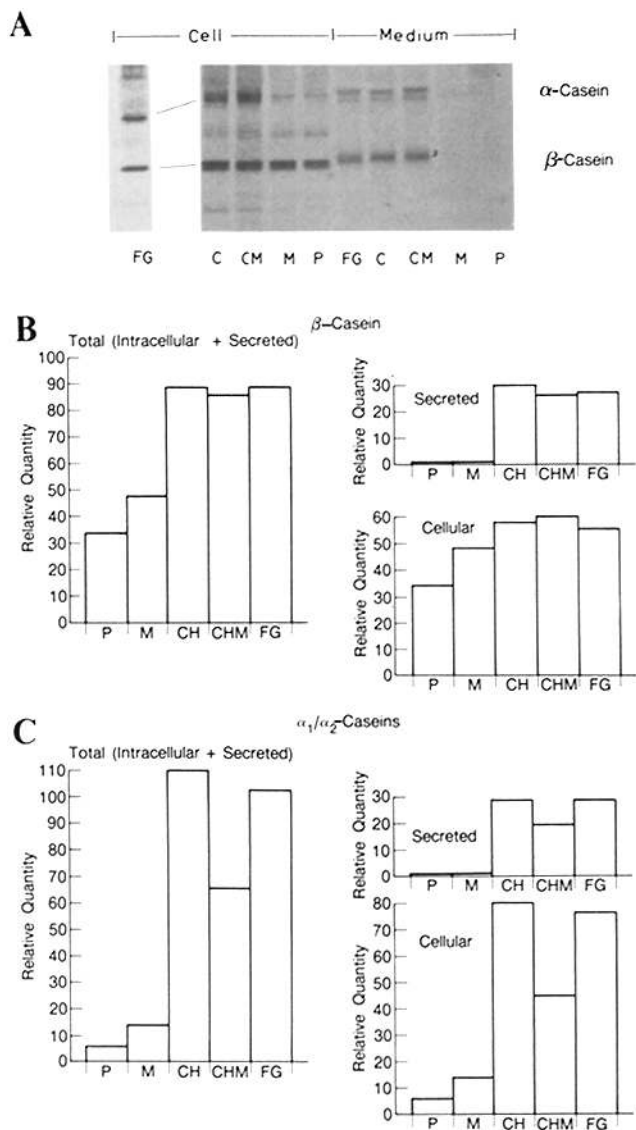 A
Cell Medium
α-Casein
β-Casein
FG C CM M P FG C CM M P
B
β-Casein
Total (Intracellular + Secreted)
Relative Quantity
100
90
80
70
60
50
40
30
20
10
0
P M CH CHM FG
Secreted
Relative Quantity
30
20
10
0
P M CH CHM FG
Cellular
Relative Quantity
60
50
40
30
20
10
0
P M CH CHM FG
C
α1/α2-Caseins
Total (Intracellular + Secreted)
Relative Quantity
110
100
90
80
70
60
50
40
30
20
10
0
P M CH CHM FG
Secreted
Relative Quantity
30
20
10
0
P M CH CHM FG
Cellular
Relative Quantity
80
70
60
50
40
30
20
10
0
P M CH CHM FG